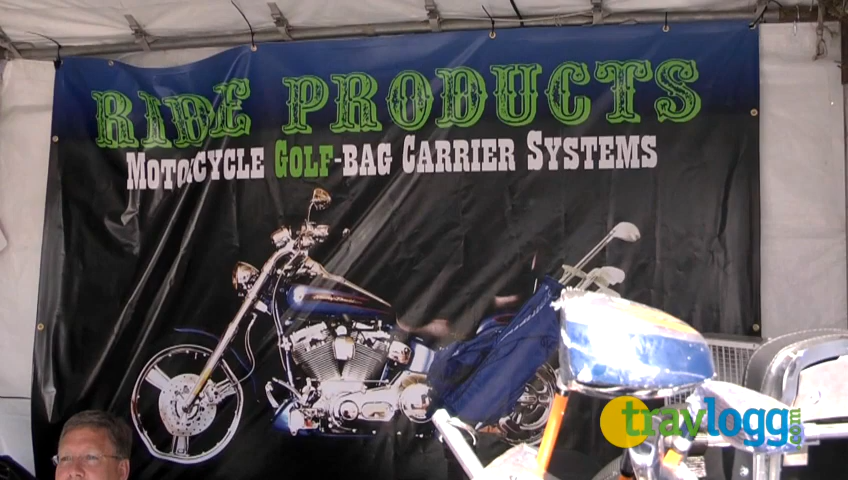 RIDE PRODUCTS
MOTORCYCLE GOLF-BAG CARRIER SYSTEMS
travlogg.com